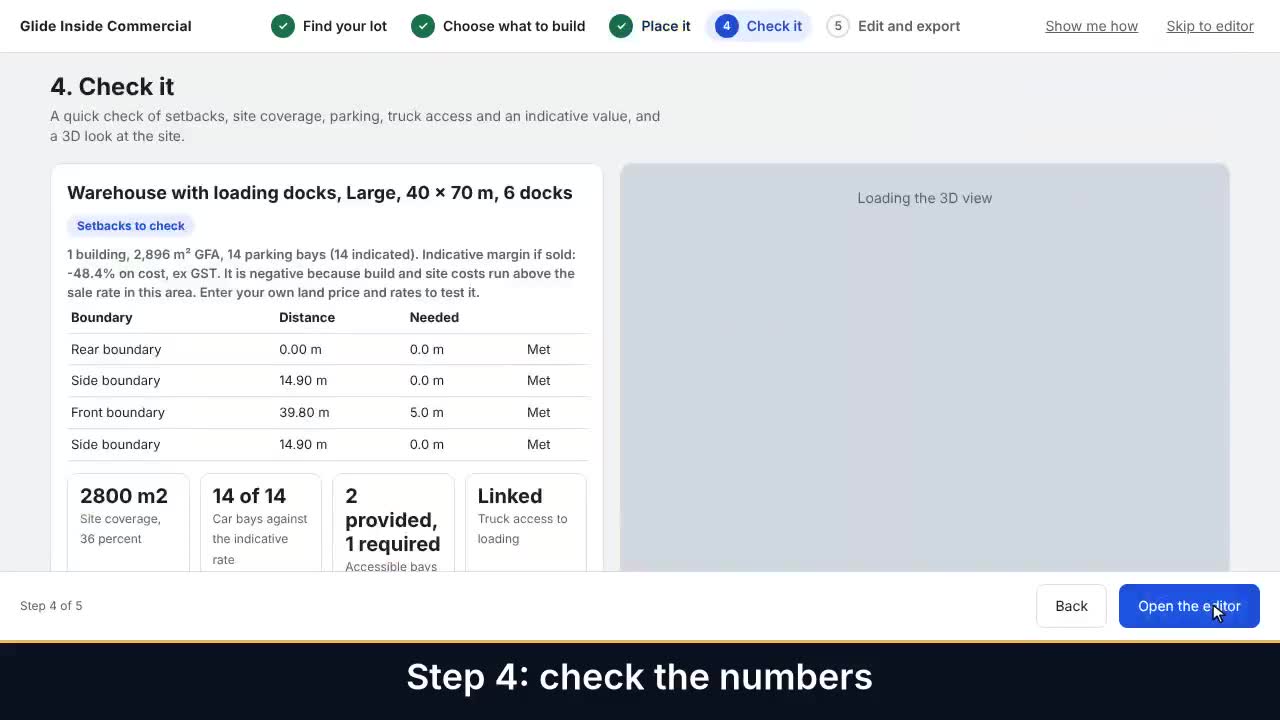 Glide Inside Commercial
Find your lot
Choose what to build
Place it
4 Check it
5 Edit and export
Show me how
Skip to editor
4. Check it
A quick check of setbacks, site coverage, parking, truck access and an indicative value, and
a 3D look at the site.
Warehouse with loading docks, Large, 40 × 70 m, 6 docks
Setbacks to check
1 building, 2,896 m² GFA, 14 parking bays (14 indicated). Indicative margin if sold:
-48.4% on cost, ex GST. It is negative because build and site costs run above the
sale rate in this area. Enter your own land price and rates to test it.
Boundary Distance Needed
Rear boundary 0.00 m 0.0 m Met
Side boundary 14.90 m 0.0 m Met
Front boundary 39.80 m 5.0 m Met
Side boundary 14.90 m 0.0 m Met
2800 m2
Site coverage,
36 percent
14 of 14
Car bays against
the indicative
rate
2
provided,
1 required
Accessible bays
Linked
Truck access to
loading
Loading the 3D view
Step 4 of 5
Back
Open the editor
Step 4: check the numbers